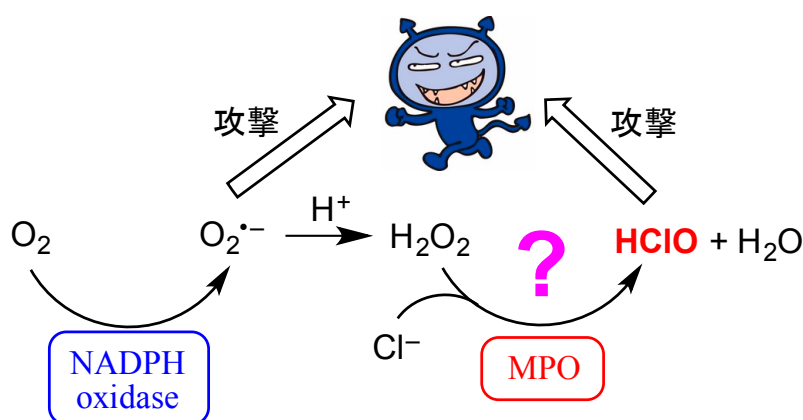 攻撃
攻撃
O₂
O₂•−
H⁺
H₂O₂
?
HClO + H₂O
Cl−
NADPH
oxidase
MPO